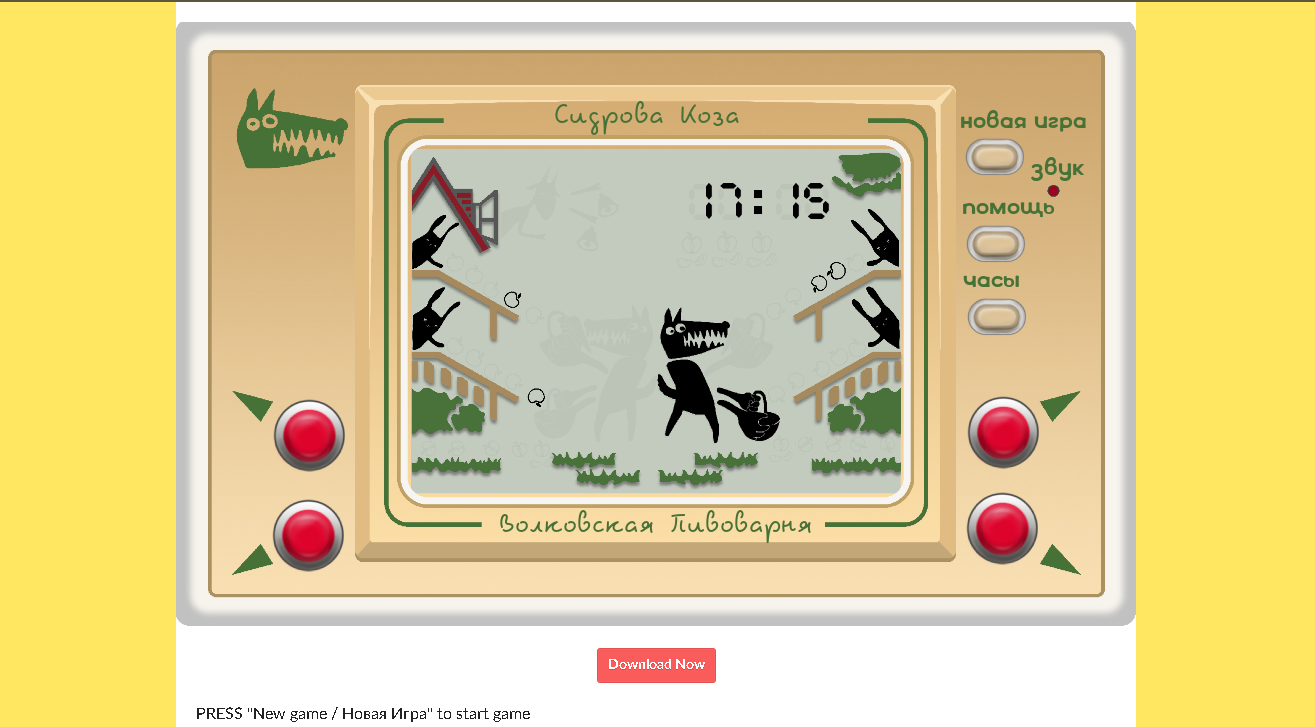 Сидрова Коза
новая игра
звук
17:15
помощь
часы
Волковская Пивоварня
Download Now
PRESS "New game / Новая Игра" to start game